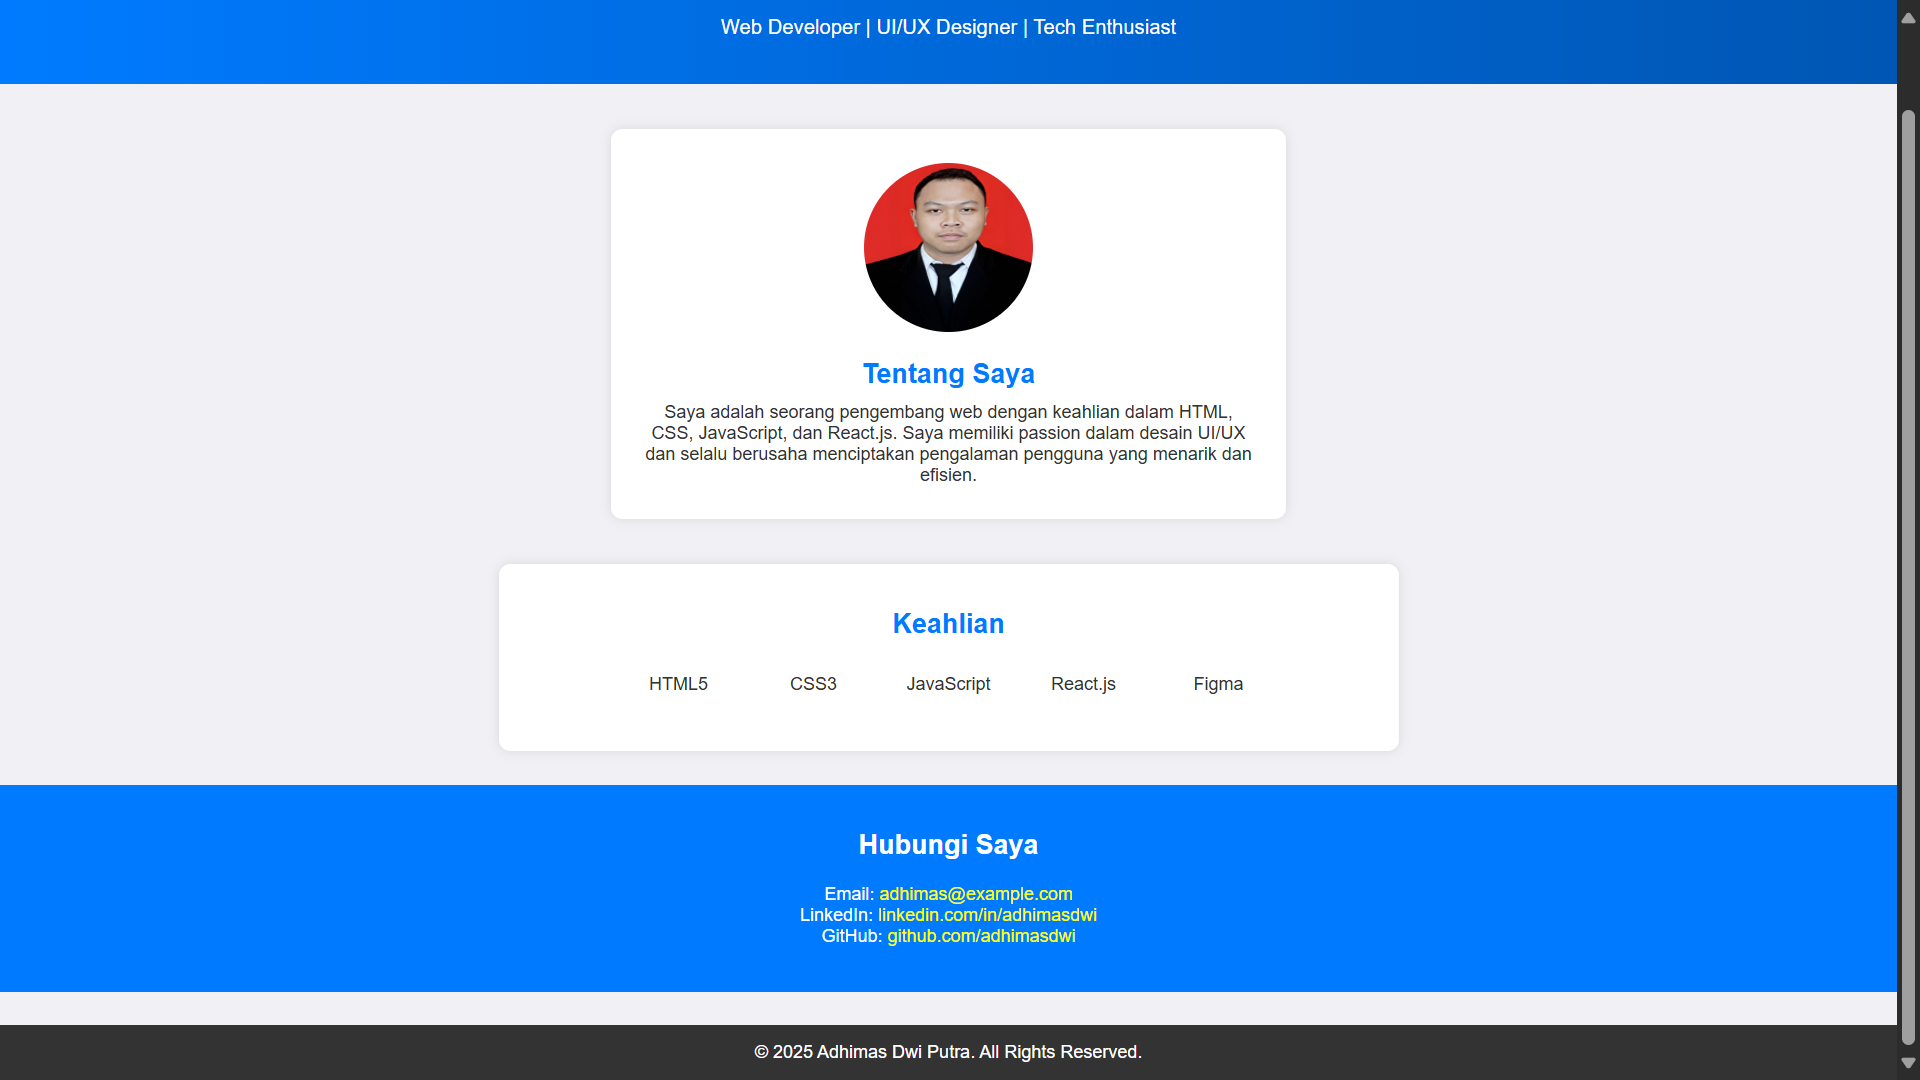 Web Developer | UI/UX Designer | Tech Enthusiast
Tentang Saya
Saya adalah seorang pengembang web dengan keahlian dalam HTML,
CSS, JavaScript, dan React.js. Saya memiliki passion dalam desain UI/UX
dan selalu berusaha menciptakan pengalaman pengguna yang menarik dan
efisien.
Keahlian
HTML5 CSS3 JavaScript React.js Figma
Hubungi Saya
Email: adhimas@example.com
LinkedIn: linkedin.com/in/adhimasdwi
GitHub: github.com/adhimasdwi
© 2025 Adhimas Dwi Putra. All Rights Reserved.